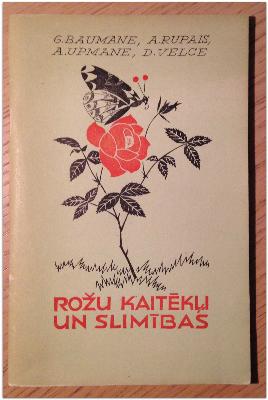 G. BAUMANE, A. RUPAIS,
A. UPMANE, D. VELCE
ROŽU KAITĒKĻI
UN SLIMĪBAS